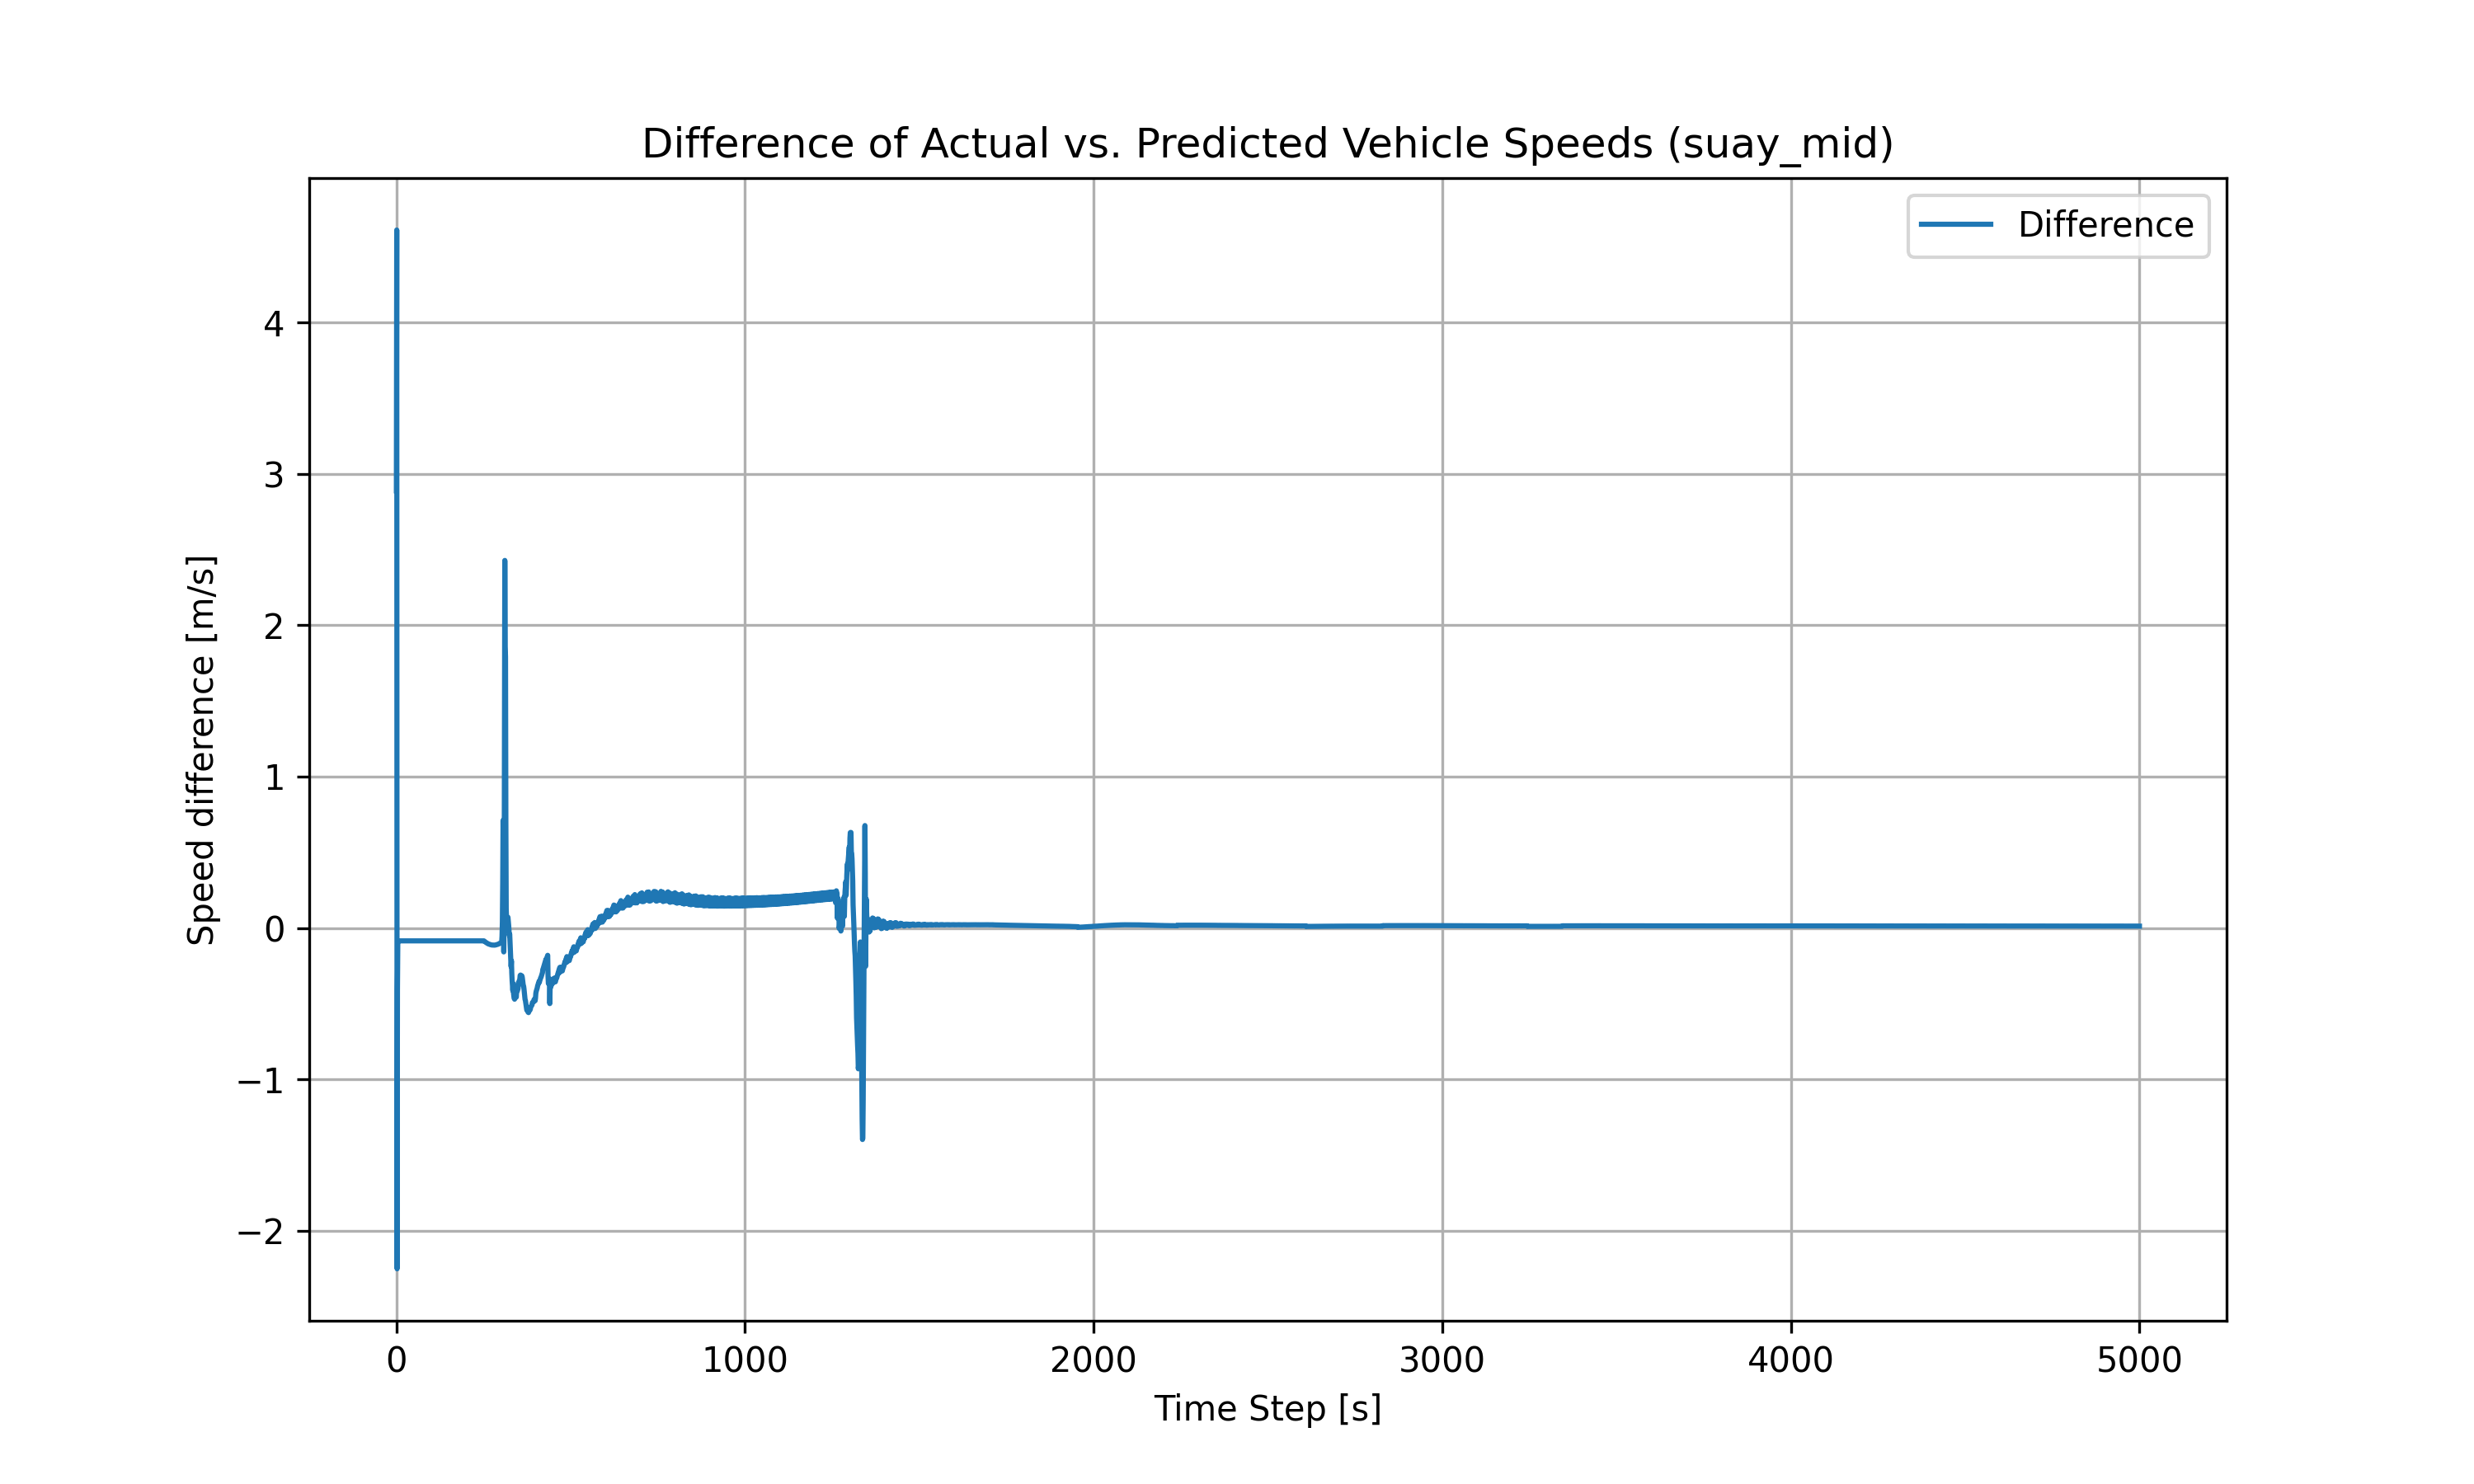 Difference of Actual vs. Predicted Vehicle Speeds (suay_mid)
Difference
4
3
2
1
0
−1
−2
Speed difference [m/s]
0 1000 2000 3000 4000 5000
Time Step [s]